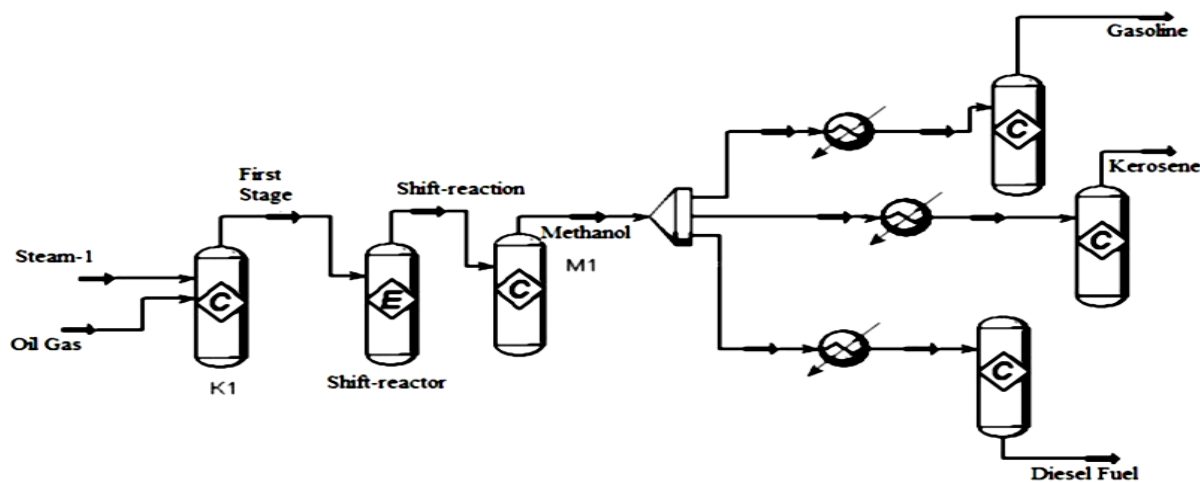 Gasoline
Kerosene
First
Stage
Shift-reaction
Steam-1
Methanol
M1
C
C
C
E
C
C
Oil Gas
K1
Shift-reactor
Diesel Fuel